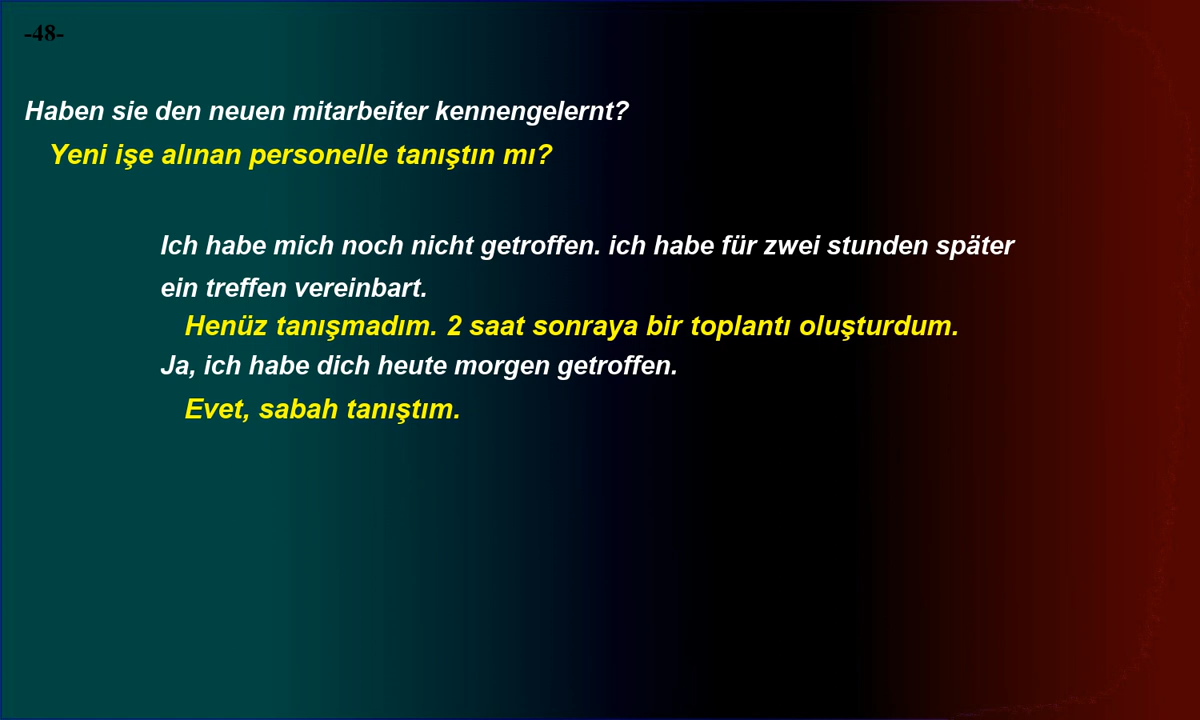 -48-
Haben sie den neuen mitarbeiter kennengelernt?
Yeni işe alınan personelle tanıştın mı?
Ich habe mich noch nicht getroffen. ich habe für zwei stunden später
ein treffen vereinbart.
Henüz tanışmadım. 2 saat sonraya bir toplantı oluşturdum.
Ja, ich habe dich heute morgen getroffen.
Evet, sabah tanıştım.